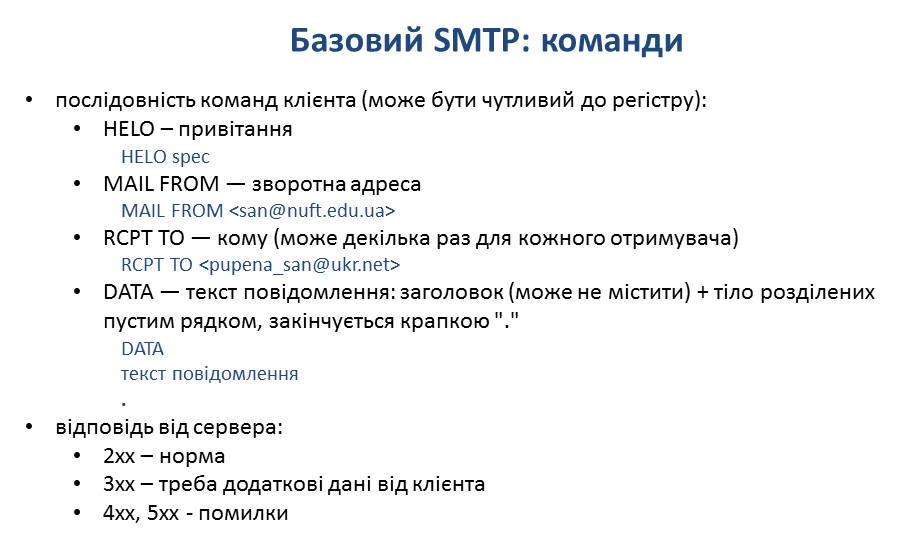 Базовий SMTP: команди
• послідовність команд клієнта (може бути чутливий до регістру):
• HELO – привітання
HELO spec
• MAIL FROM — зворотна адреса
MAIL FROM <san@nuft.edu.ua>
• RCPT TO — кому (може декілька раз для кожного отримувача)
RCPT TO <pupena_san@ukr.net>
• DATA — текст повідомлення: заголовок (може не містити) + тіло розділених
пустим рядком, закінчується крапкою "."
DATA
текст повідомлення
.
• відповідь від сервера:
• 2xx – норма
• 3xx – треба додаткові дані від клієнта
• 4xx, 5xx - помилки